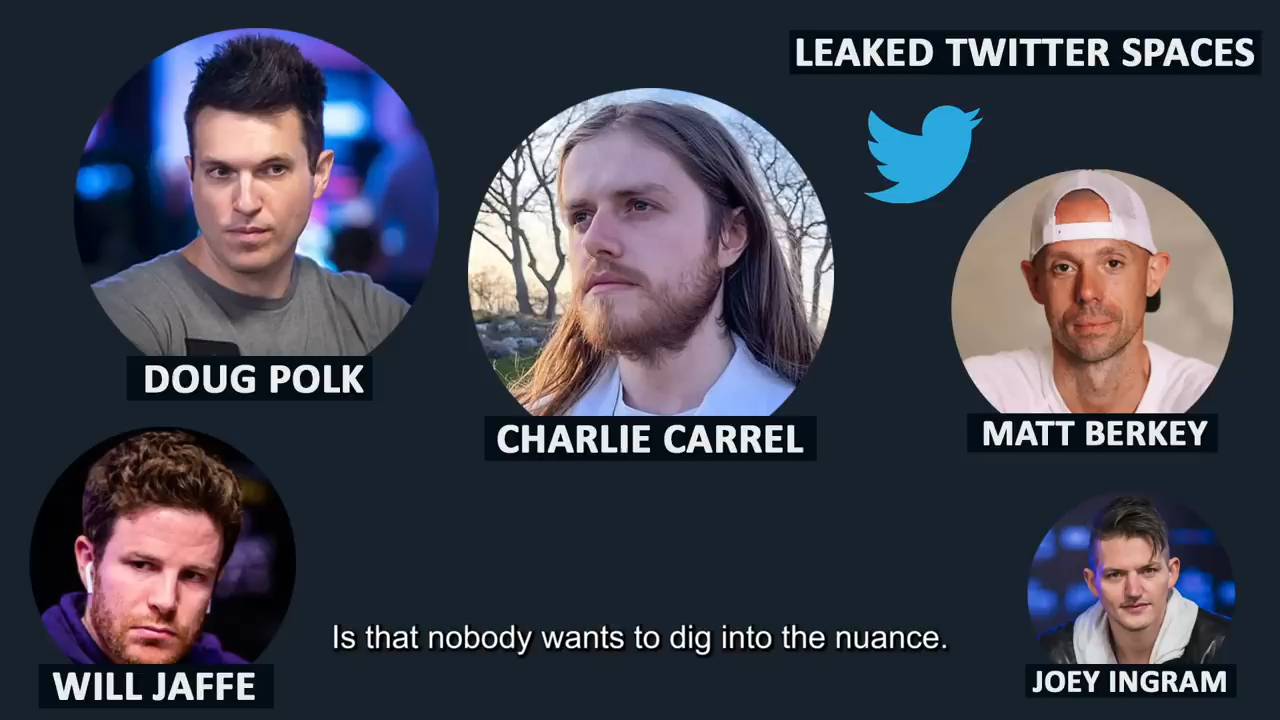 LEAKED TWITTER SPACES
DOUG POLK
CHARLIE CARREL
MATT BERKEY
WILL JAFFE
JOEY INGRAM
Is that nobody wants to dig into the nuance.